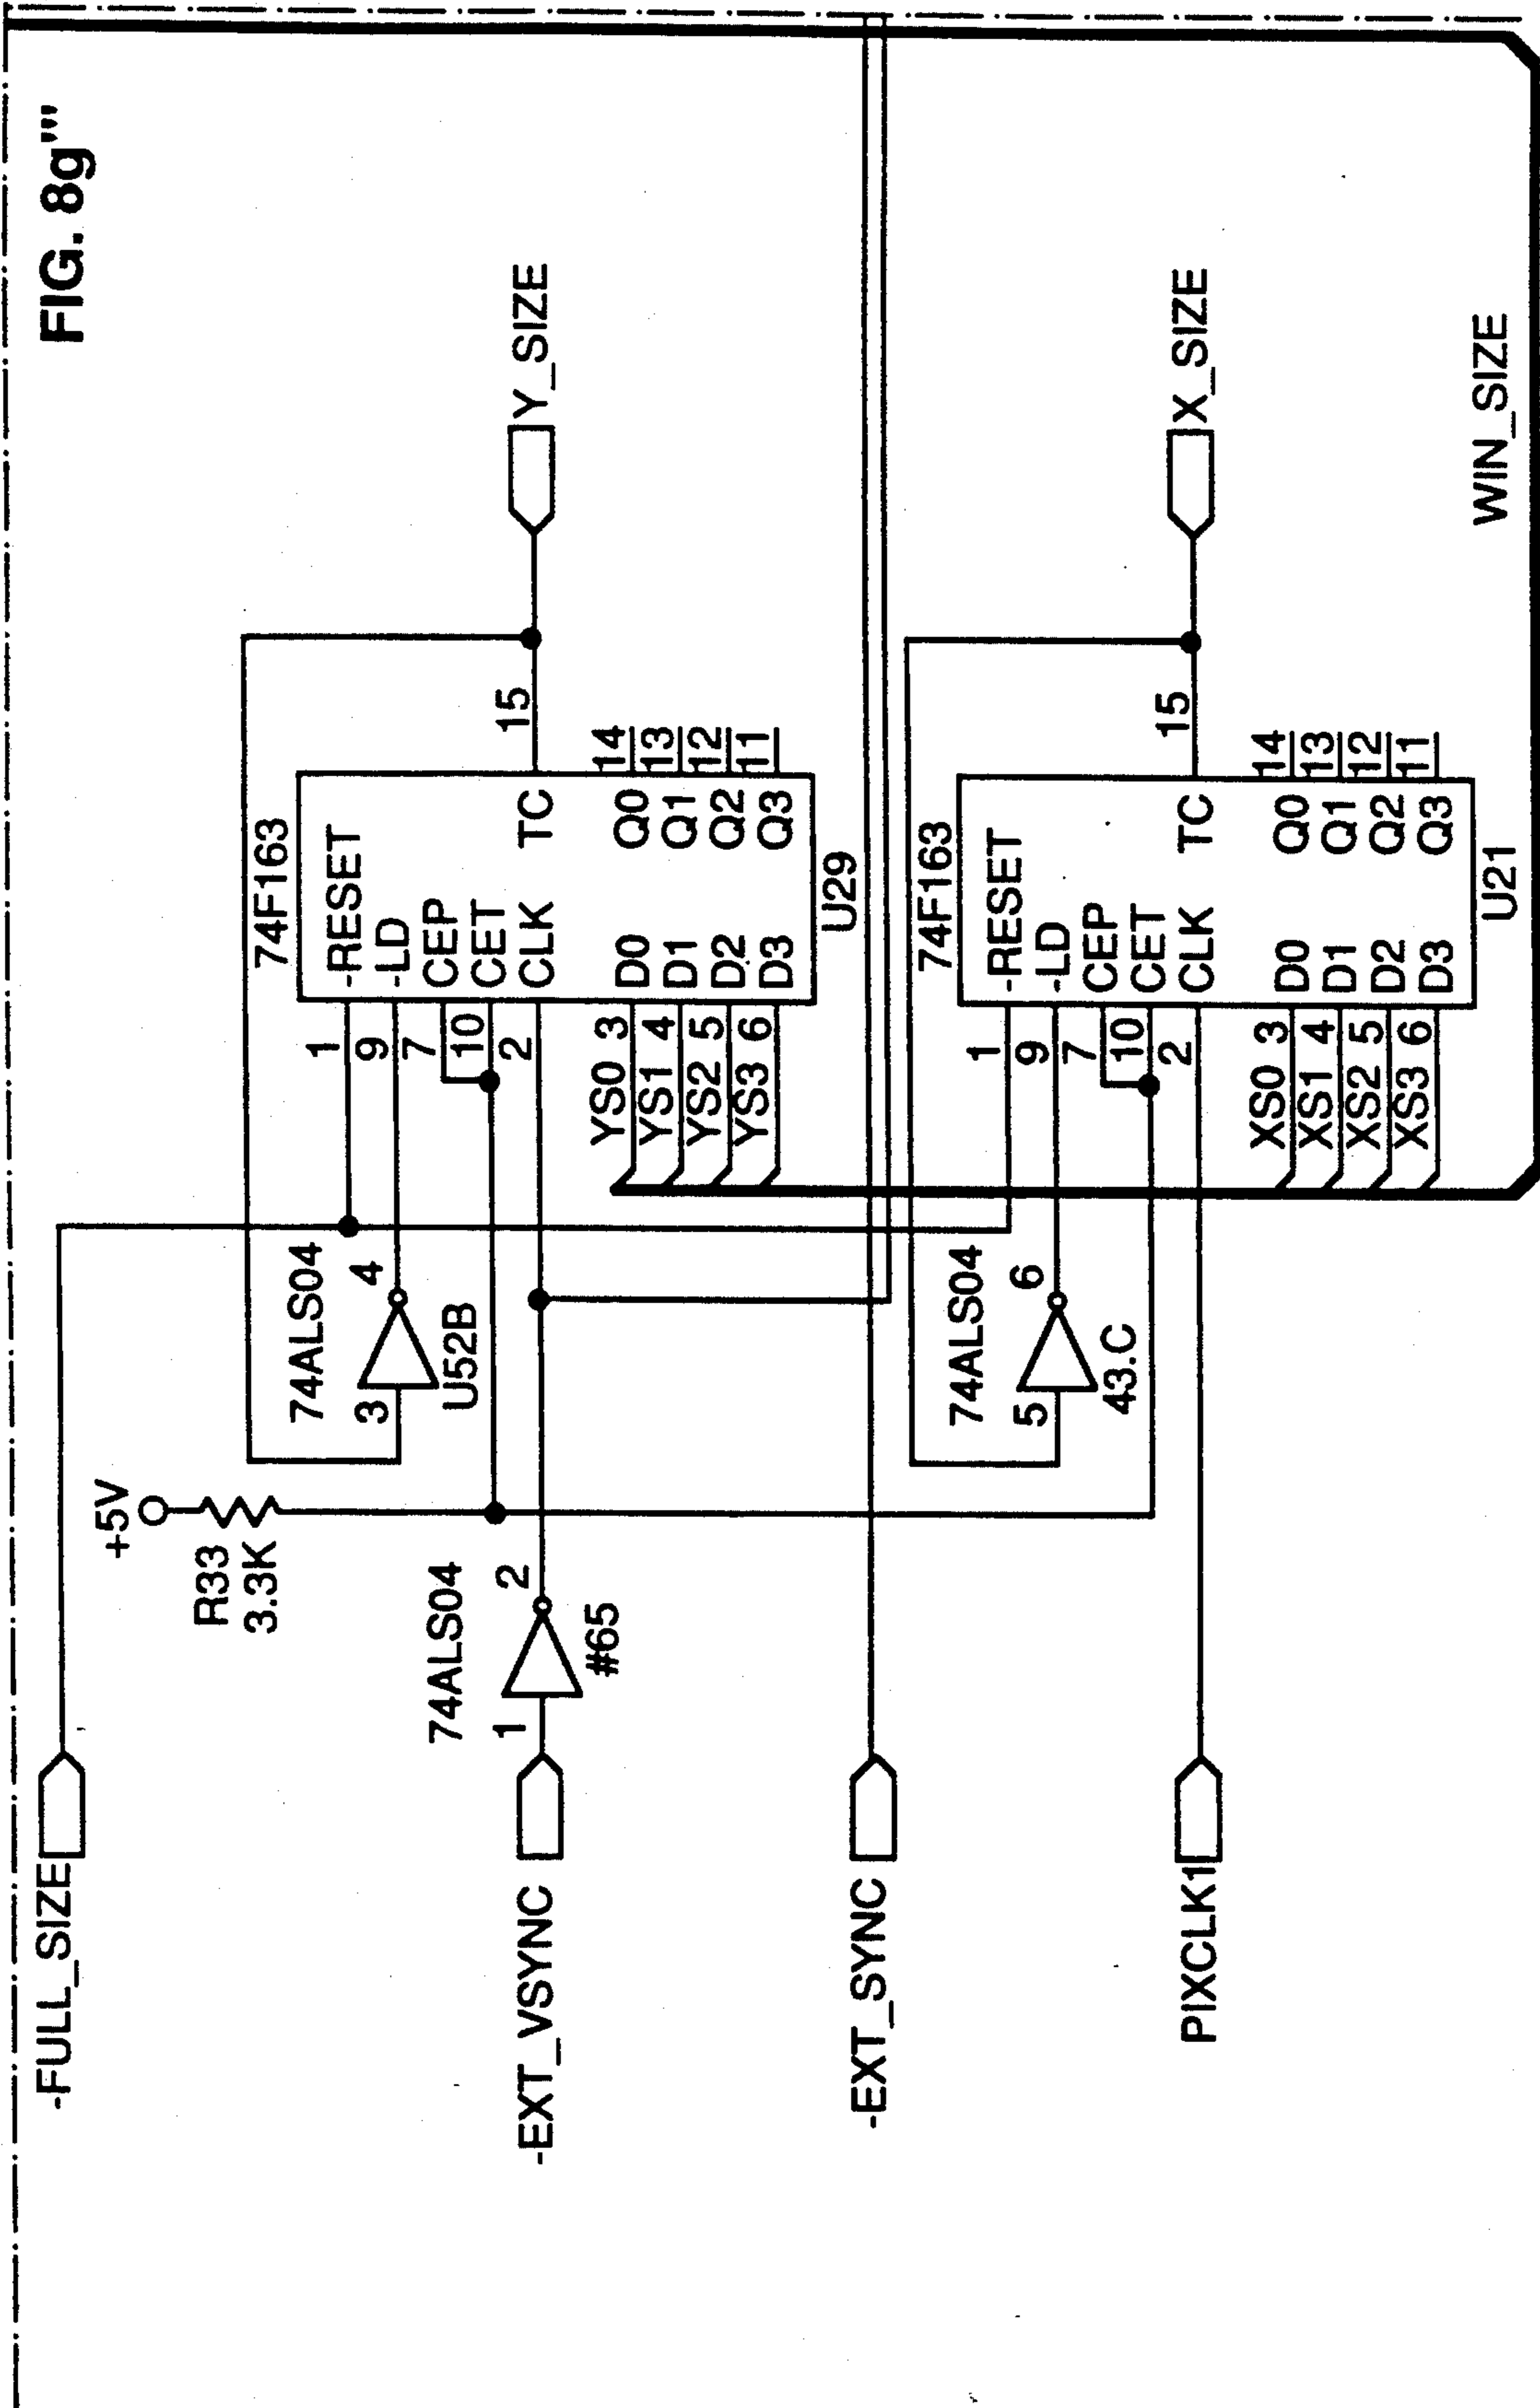 FIG. 8g'''
-FULL_SIZE
+5V
R33
3.3K
74ALS04
3
4
U52B
74F163
1
9
7
10
2
-RESET
-LD
CEP
CET
CLK
TC
15
Y_SIZE
YS0 3
YS1 4
YS2 5
YS3 6
D0
D1
D2
D3
Q0
Q1
Q2
Q3
14
13
12
11
U29
-EXT_VSYNC
74ALS04
1
2
#65
-EXT_SYNC
74ALS04
5
6
43.C
74F163
1
9
7
10
2
-RESET
-LD
CEP
CET
CLK
TC
15
X_SIZE
PIXCLK1
XS0 3
XS1 4
XS2 5
XS3 6
D0
D1
D2
D3
Q0
Q1
Q2
Q3
14
13
12
11
U21
WIN_SIZE